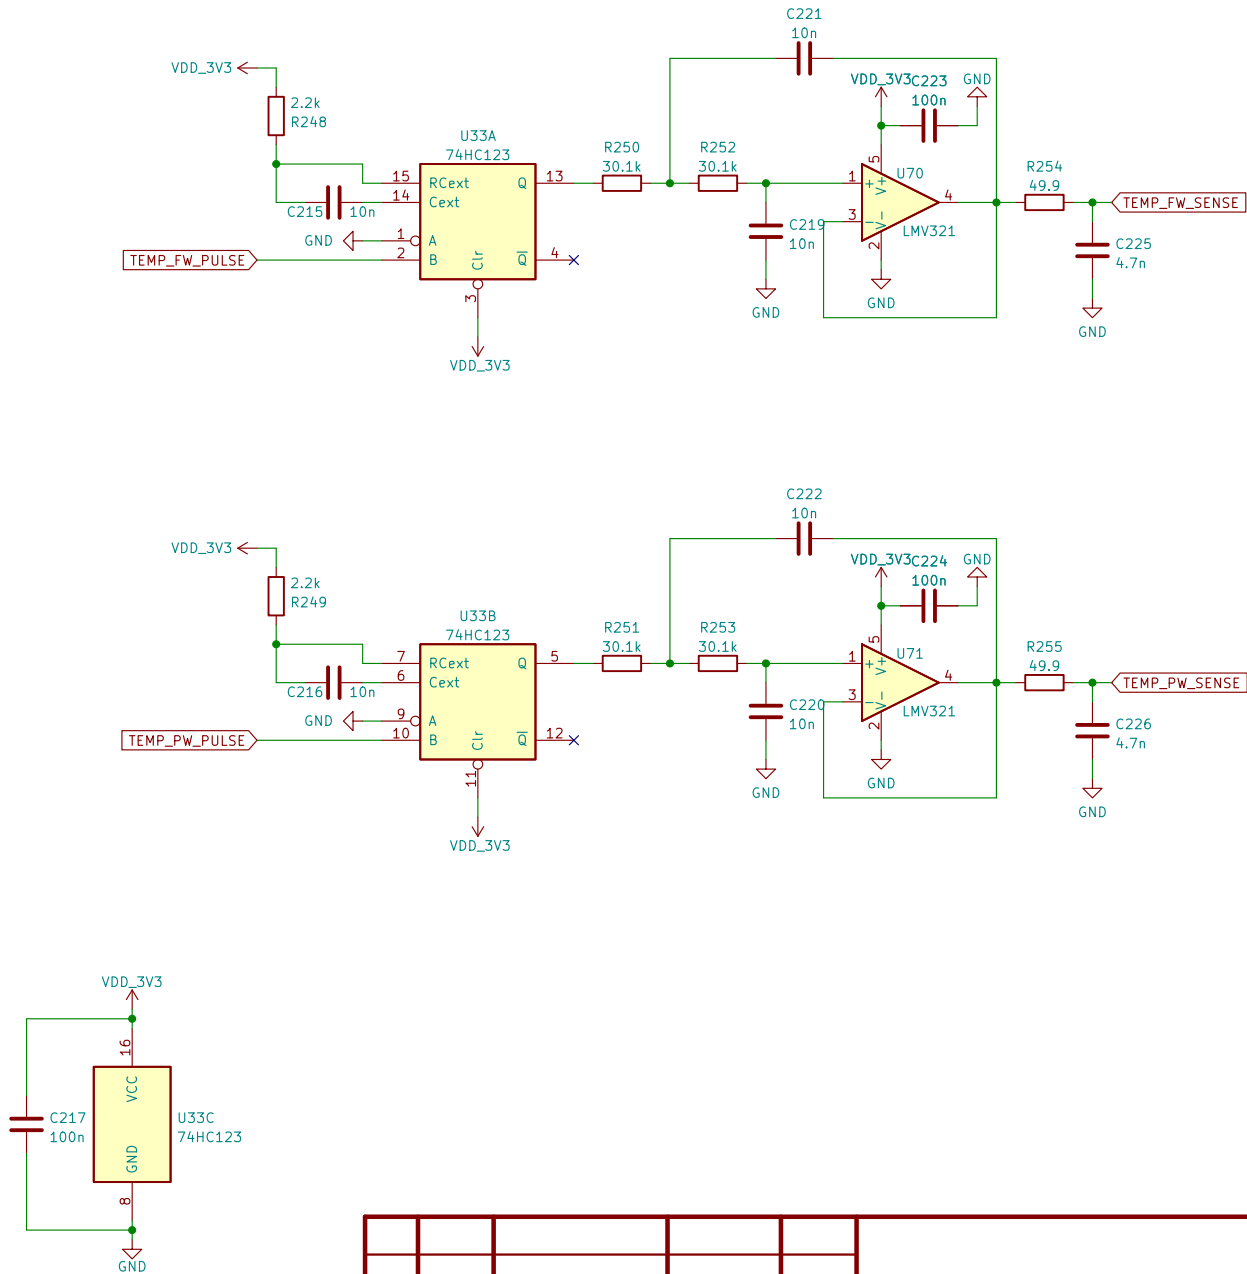 C221
10n
VDD_3V3
VDD_3V3
C223
100n
GND
2.2k
R248
U33A
74HC123
R250
30.1k
R252
30.1k
5
U70
R254
49.9
15
RCext
Q
13
1
+
V+
14
Cext
4
TEMP_FW_SENSE
C215
10n
3
-
V-
C219
10n
LMV321
GND
1
A
2
C225
4.7n
TEMP_FW_PULSE
2
B
Clr
Q
4
3
GND
GND
GND
VDD_3V3
C222
10n
VDD_3V3
VDD_3V3
C224
100n
GND
2.2k
R249
U33B
74HC123
R251
30.1k
R253
30.1k
5
U71
R255
49.9
7
RCext
Q
5
1
+
V+
6
Cext
4
TEMP_PW_SENSE
C216
10n
3
-
V-
C220
10n
LMV321
GND
9
A
2
C226
4.7n
TEMP_PW_PULSE
10
B
Clr
Q
12
11
GND
GND
GND
VDD_3V3
VDD_3V3
16
VCC
C217
100n
U33C
74HC123
GND
8
GND